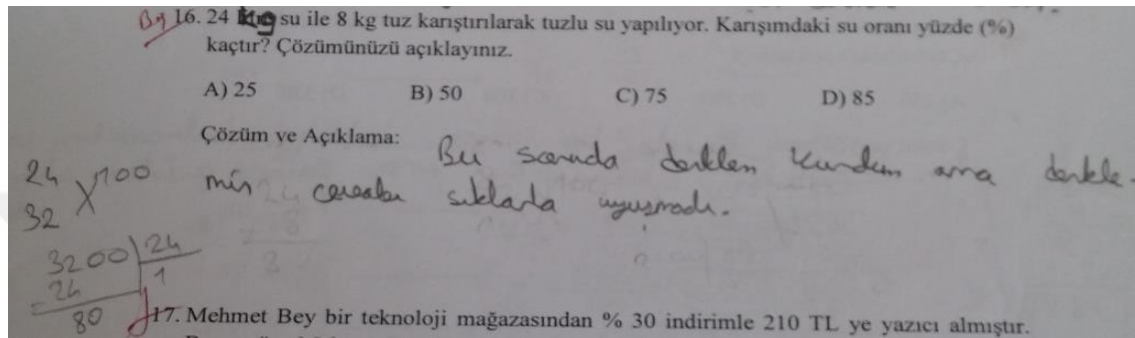 16. 24 kg su ile 8 kg tuz karıştırılarak tuzlu su yapılıyor. Karışımdaki su oranı yüzde (%)
kaçtır? Çözümünüzü açıklayınız.
A) 25 B) 50 C) 75 D) 85
Çözüm ve Açıklama:
Bu soruda denklem kurdum ama denkle-
min cevabı şıklarla uyuşmadı.
24 100
32
3200 24
24 1
80
17. Mehmet Bey bir teknoloji mağazasından % 30 indirimle 210 TL ye yazıcı almıştır.